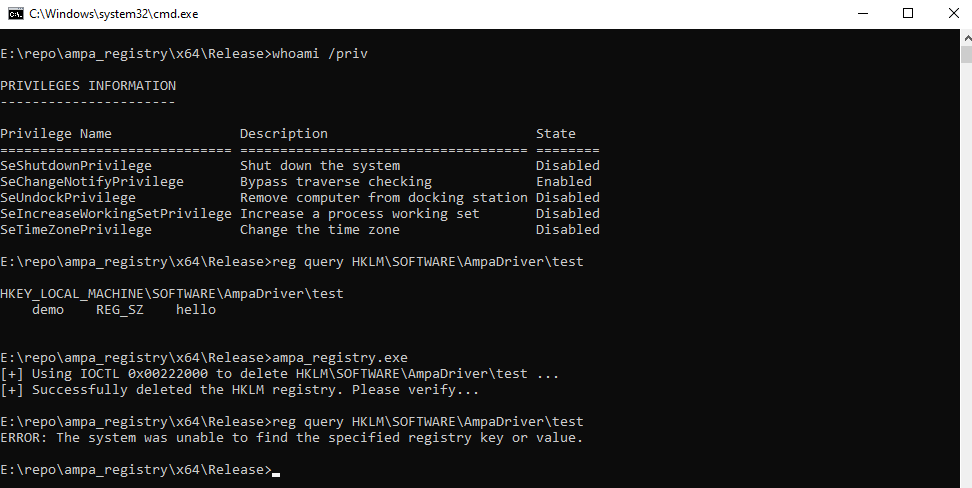 C:\Windows\system32\cmd.exe
E:\repo\ampa_registry\x64\Release>whoami /priv
PRIVILEGES INFORMATION
----------------------
Privilege Name                Description                          State
============================= ==================================== ========
SeShutdownPrivilege           Shut down the system                 Disabled
SeChangeNotifyPrivilege       Bypass traverse checking             Enabled
SeUndockPrivilege             Remove computer from docking station Disabled
SeIncreaseWorkingSetPrivilege Increase a process working set       Disabled
SeTimeZonePrivilege           Change the time zone                 Disabled
E:\repo\ampa_registry\x64\Release>reg query HKLM\SOFTWARE\AmpaDriver\test
HKEY_LOCAL_MACHINE\SOFTWARE\AmpaDriver\test
    demo    REG_SZ    hello
E:\repo\ampa_registry\x64\Release>ampa_registry.exe
[+] Using IOCTL 0x00222000 to delete HKLM\SOFTWARE\AmpaDriver\test ...
[+] Successfully deleted the HKLM registry. Please verify...
E:\repo\ampa_registry\x64\Release>reg query HKLM\SOFTWARE\AmpaDriver\test
ERROR: The system was unable to find the specified registry key or value.
E:\repo\ampa_registry\x64\Release>